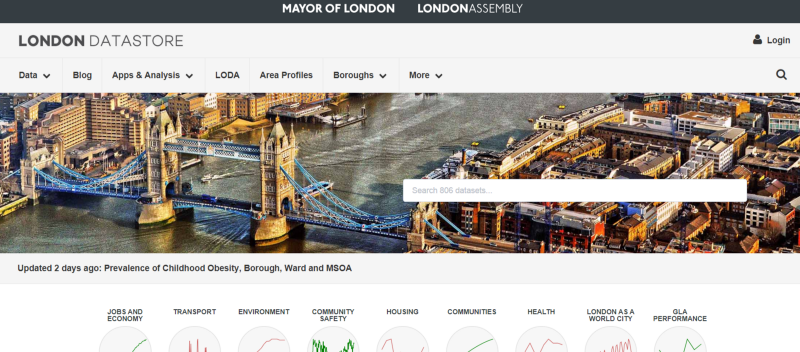 MAYOR OF LONDON LONDONASSEMBLY
LONDON DATASTORE
Login
Data Blog Apps & Analysis LODA Area Profiles Boroughs More
Search 806 datasets...
Updated 2 days ago: Prevalence of Childhood Obesity, Borough, Ward and MSOA
JOBS AND ECONOMY
TRANSPORT
ENVIRONMENT
COMMUNITY SAFETY
HOUSING
COMMUNITIES
HEALTH
LONDON AS A WORLD CITY
GLA PERFORMANCE